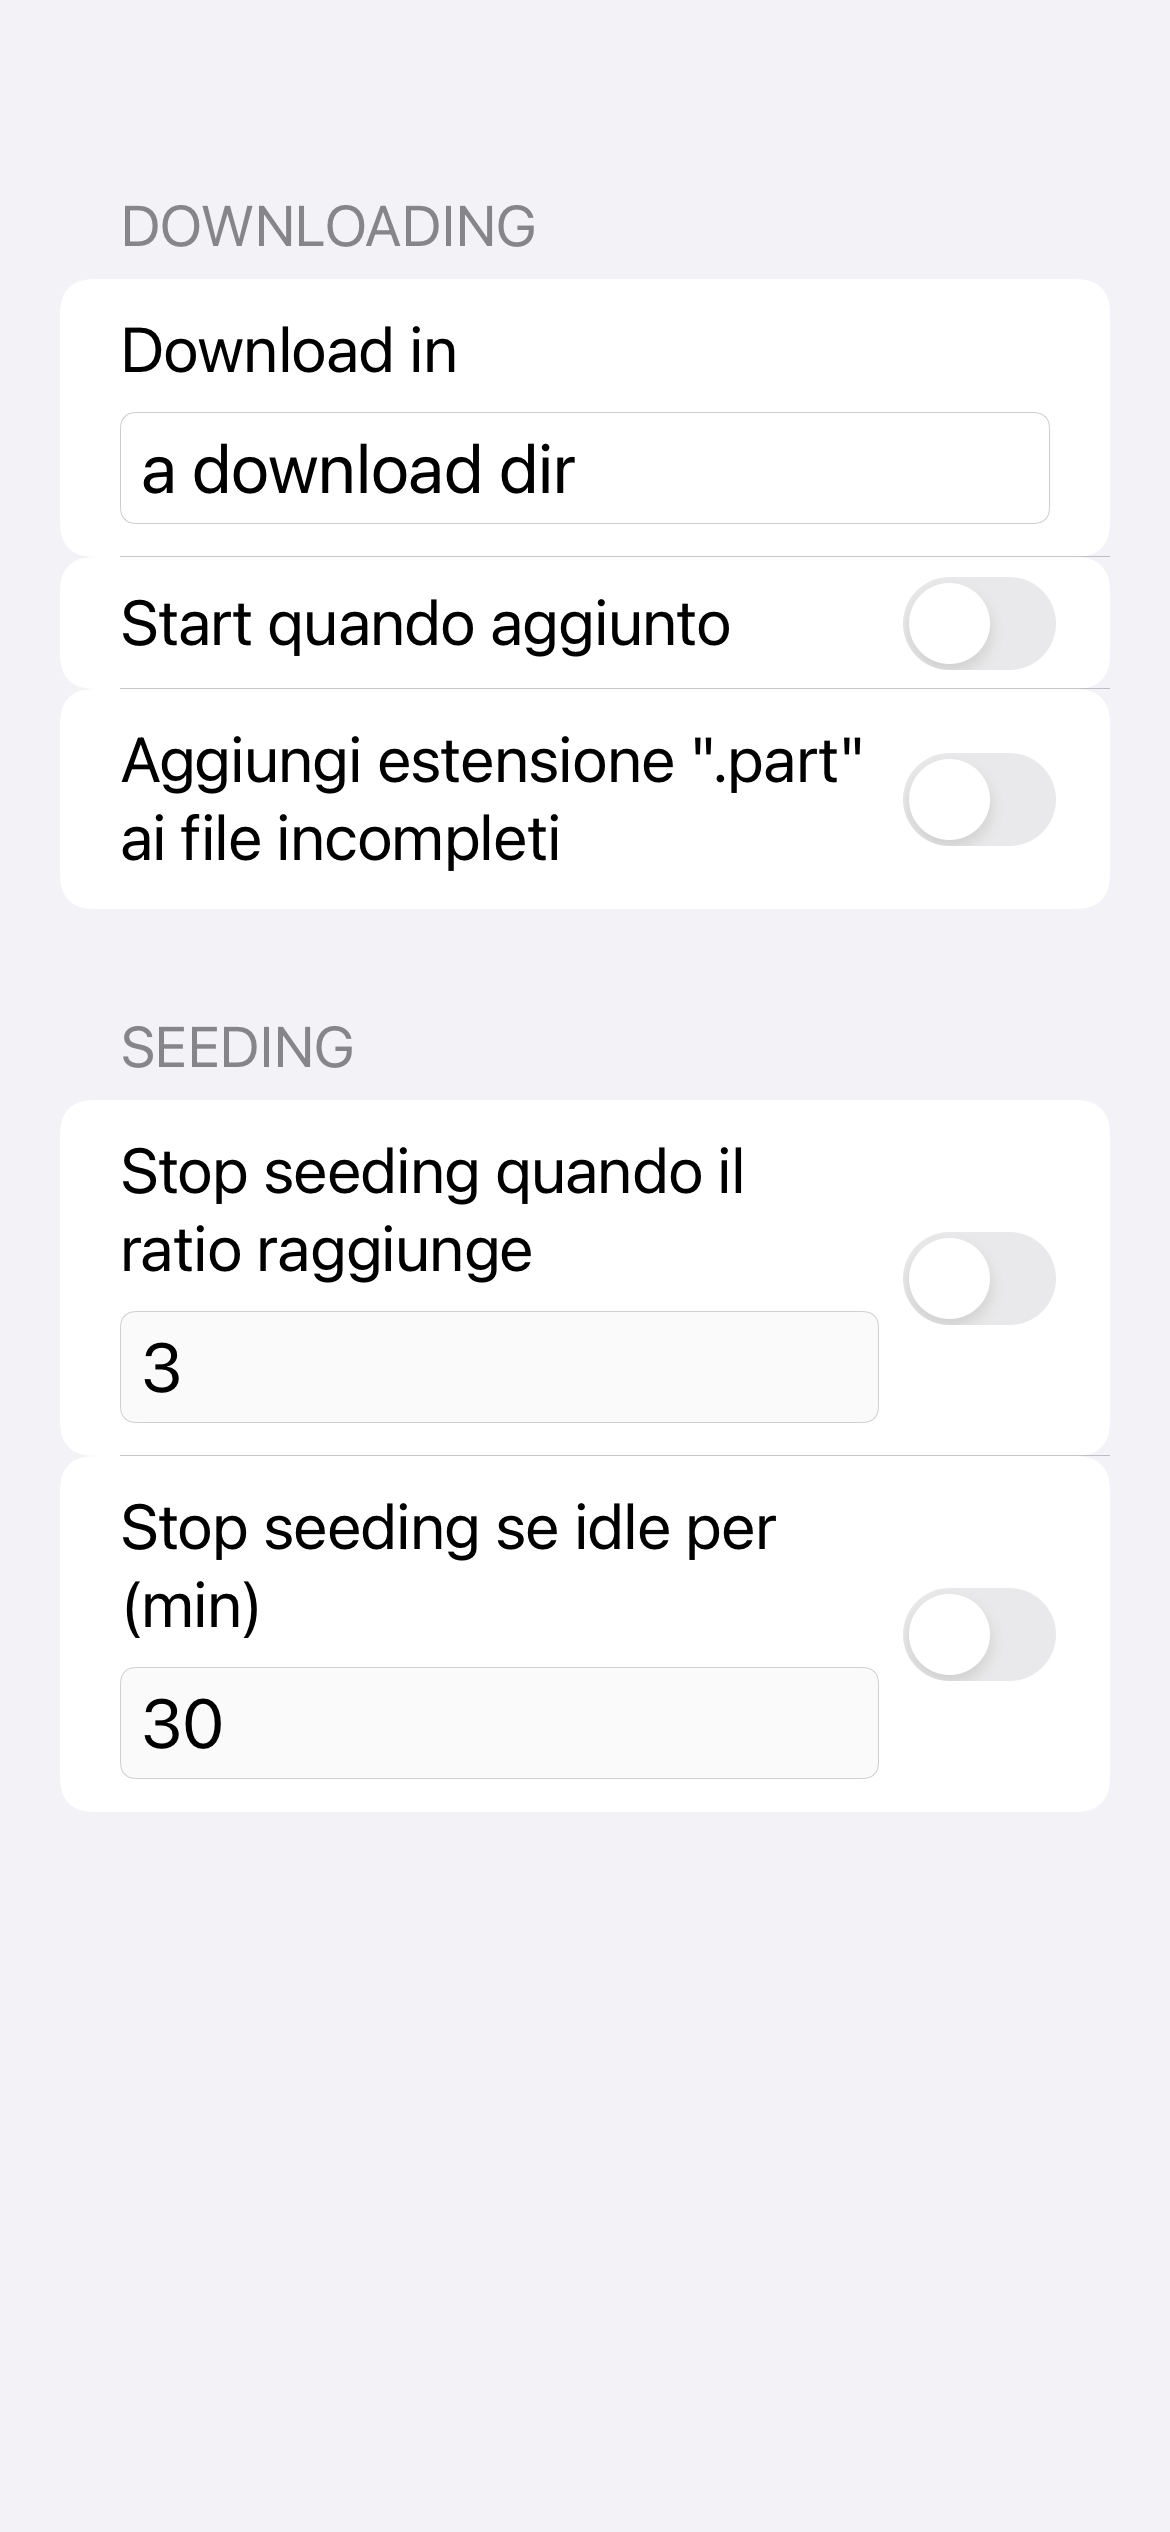 DOWNLOADING
Download in
a download dir
Start quando aggiunto
Aggiungi estensione ".part"
ai file incompleti
SEEDING
Stop seeding quando il
ratio raggiunge
3
Stop seeding se idle per
(min)
30